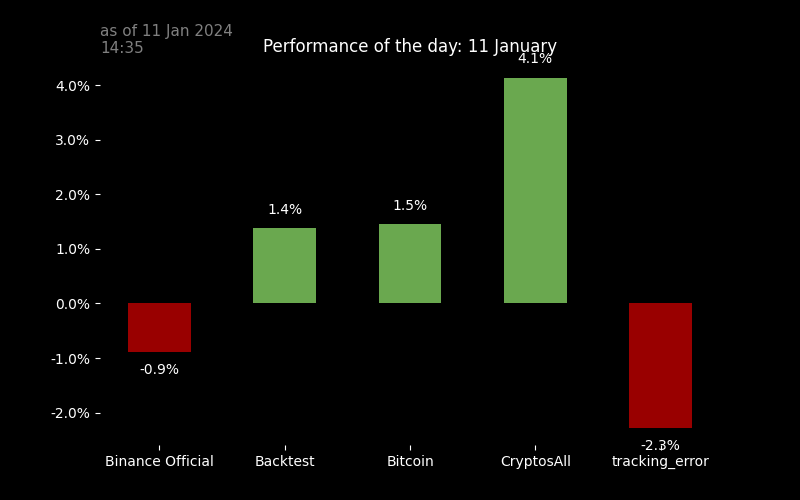 as of 11 Jan 2024
14:35
Performance of the day: 11 January
4.1%
4.0%
3.0%
2.0%
1.4%
1.5%
1.0%
0.0%
-0.9%
-1.0%
-2.0%
-2.3%
Binance Official
Backtest
Bitcoin
CryptosAll
tracking_error